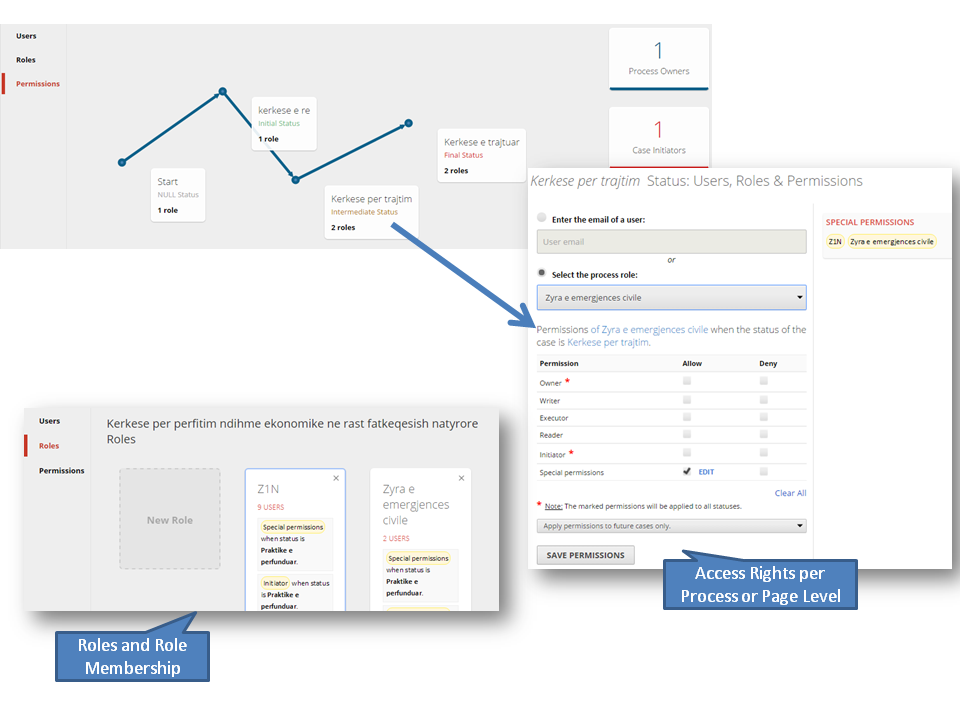 Users
Roles
Permissions
1
Process Owners
1
Case Initiators
kerkese e re
Initial Status
1 role
Kerkese e trajtuar
Final Status
2 roles
Start
NULL Status
1 role
Kerkese per trajtim
Intermediate Status
2 roles
Kerkese per trajtim Status: Users, Roles & Permissions
Enter the email of a user:
User email
or
Select the process role:
Zyra e emergjences civile
Permissions of Zyra e emergjences civile when the status of the
case is Kerkese per trajtim.
Permission Allow Deny
Owner *
Writer
Executor
Reader
Initiator *
Special permissions EDIT
Clear All
* Note: The marked permissions will be applied to all statuses.
Apply permissions to future cases only.
SAVE PERMISSIONS
SPECIAL PERMISSIONS
Z1N Zyra e emergjences civile
Access Rights per
Process or Page Level
Users
Roles
Permissions
Kerkese per perfitim ndihme ekonomike ne rast fatkeqesish natyrore
Roles
New Role
Z1N
9 USERS
Special permissions
when status is
Praktike e
perfunduar.
Initiator when status
is Praktike e
perfunduar.
Zyra e
emergjences
civile
2 USERS
Special permissions
when status is
Praktike e
perfunduar.
Roles and Role
Membership